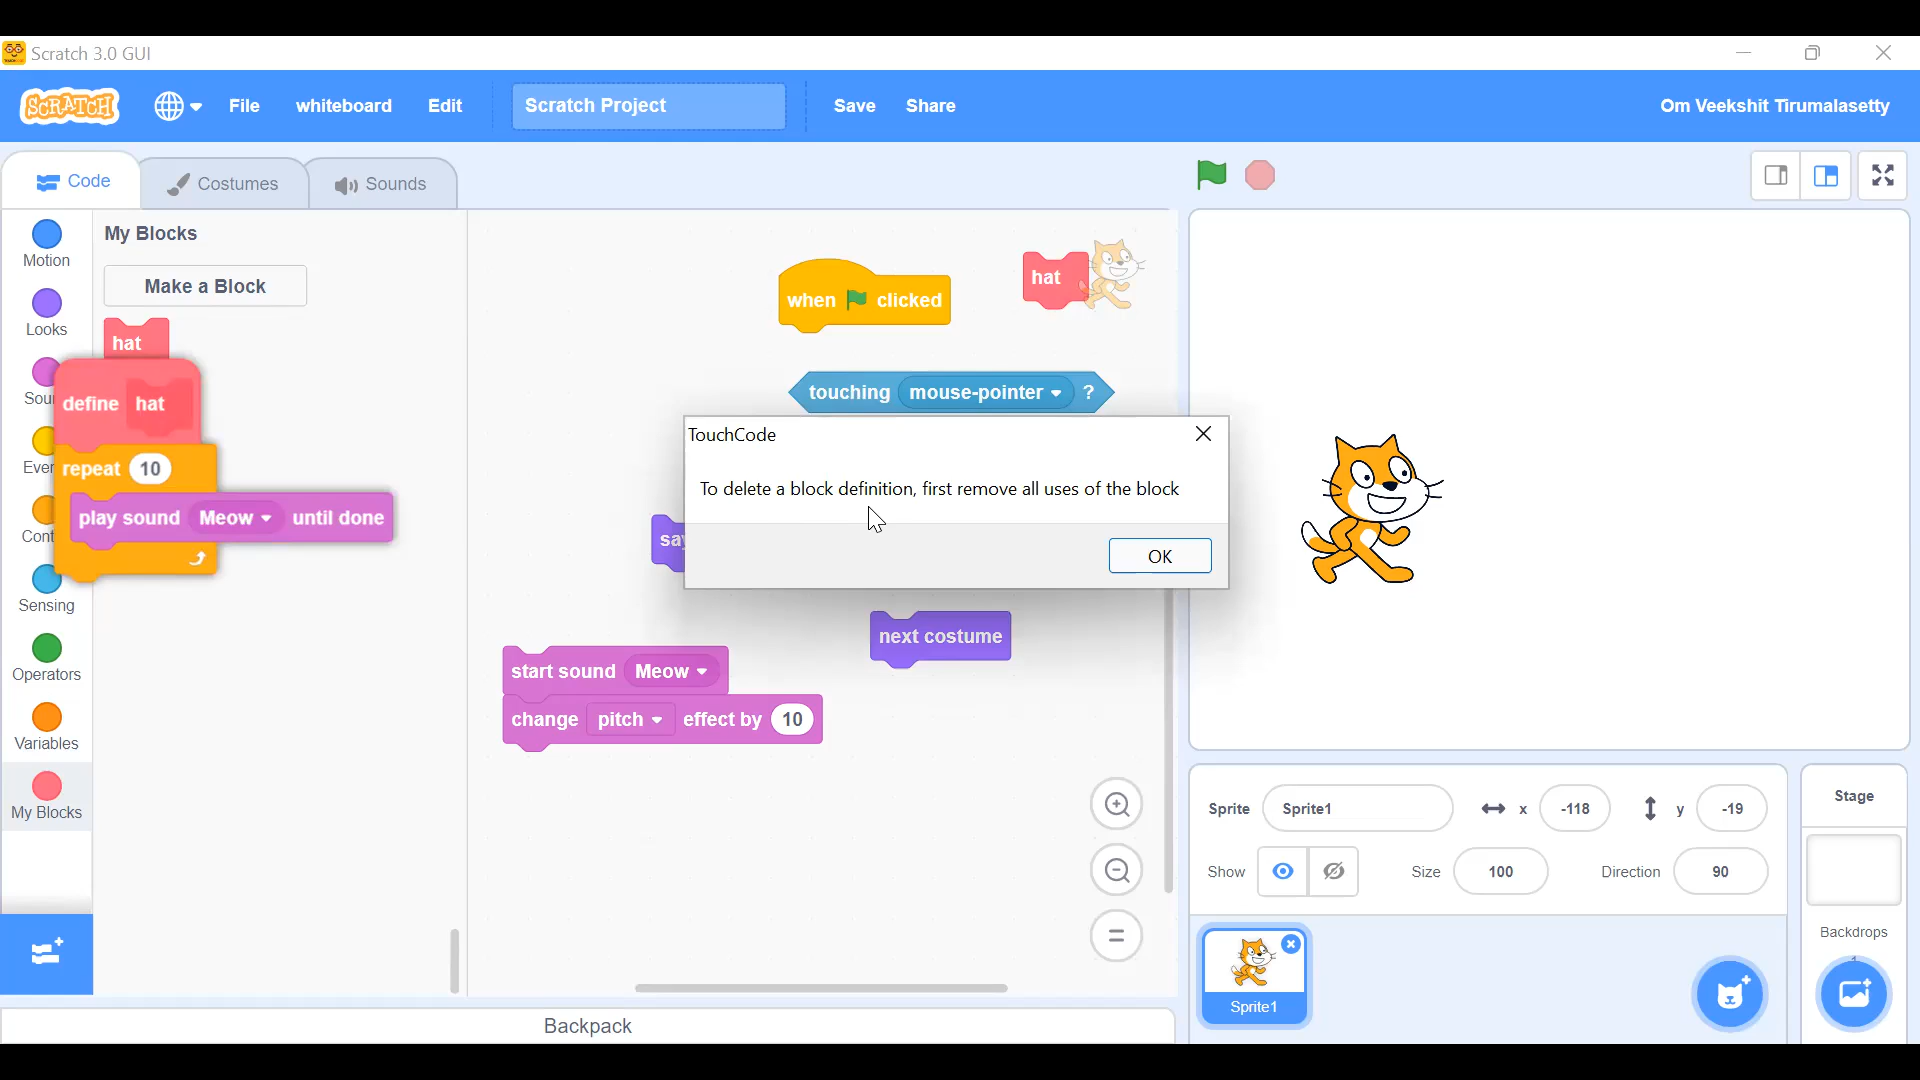 Scratch 3.0 GUI
SCRATCH File whiteboard Edit Scratch Project Save Share Om Veekshit Tirumalasetty
Code Costumes Sounds
Motion
Looks
Sensing
Operators
Variables
My Blocks
My Blocks
Make a Block
hat
define hat
repeat 10
play sound Meow until done
when clicked
hat
touching mouse-pointer ?
TouchCode
To delete a block definition, first remove all uses of the block
OK
next costume
start sound Meow
change pitch effect by 10
Backpack
Sprite Sprite1 x -118 y -19
Show Size 100 Direction 90
Sprite1
Stage
Backdrops